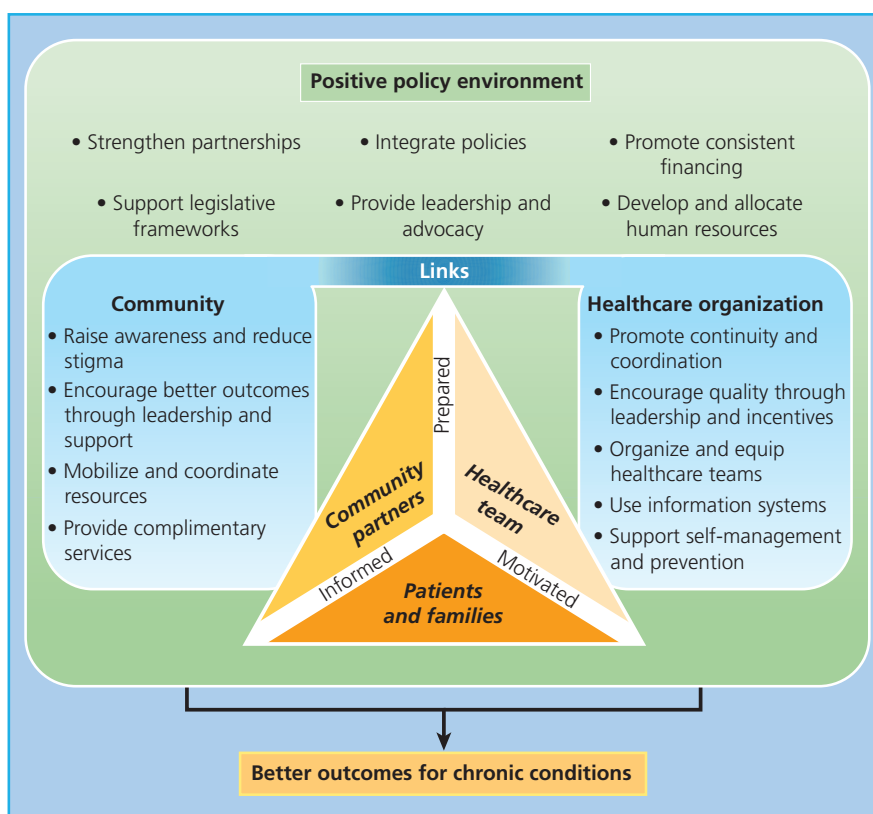 Positive policy environment
• Strengthen partnerships
• Integrate policies
• Promote consistent
financing
• Support legislative
frameworks
• Provide leadership and
advocacy
• Develop and allocate
human resources
Links
Community
• Raise awareness and reduce
stigma
• Encourage better outcomes
through leadership and
support
• Mobilize and coordinate
resources
• Provide complimentary
services
Prepared
Community
partners
Healthcare
team
Informed
Motivated
Patients
and families
Healthcare organization
• Promote continuity and
coordination
• Encourage quality through
leadership and incentives
• Organize and equip
healthcare teams
• Use information systems
• Support self-management
and prevention
Better outcomes for chronic conditions